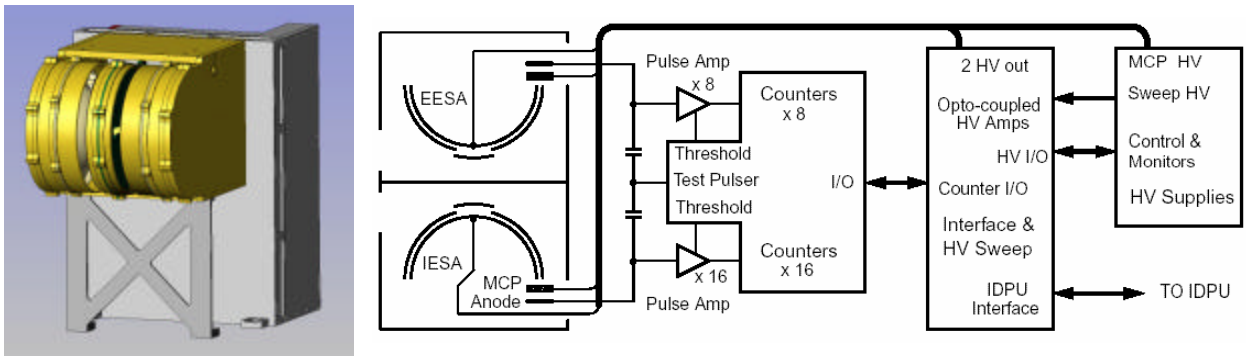 EESA
IESA
MCP
Anode
Pulse Amp
x 8
Threshold
Test Pulser
Threshold
x 16
Pulse Amp
Counters
x 8
I/O
Counters
x 16
2 HV out
Opto-coupled
HV Amps
HV I/O
Counter I/O
Interface &
HV Sweep
IDPU
Interface
MCP HV
Sweep HV
Control &
Monitors
HV Supplies
TO IDPU